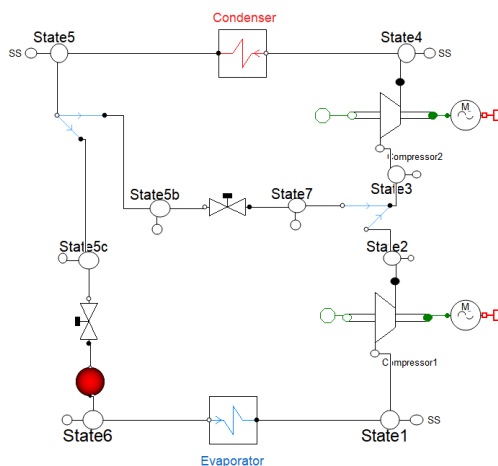 Condenser
State5
State4
SS
SS
M
Compressor2
State5b
State7
State3
State5c
State2
M
Compressor1
State6
State1
SS
Evaporator